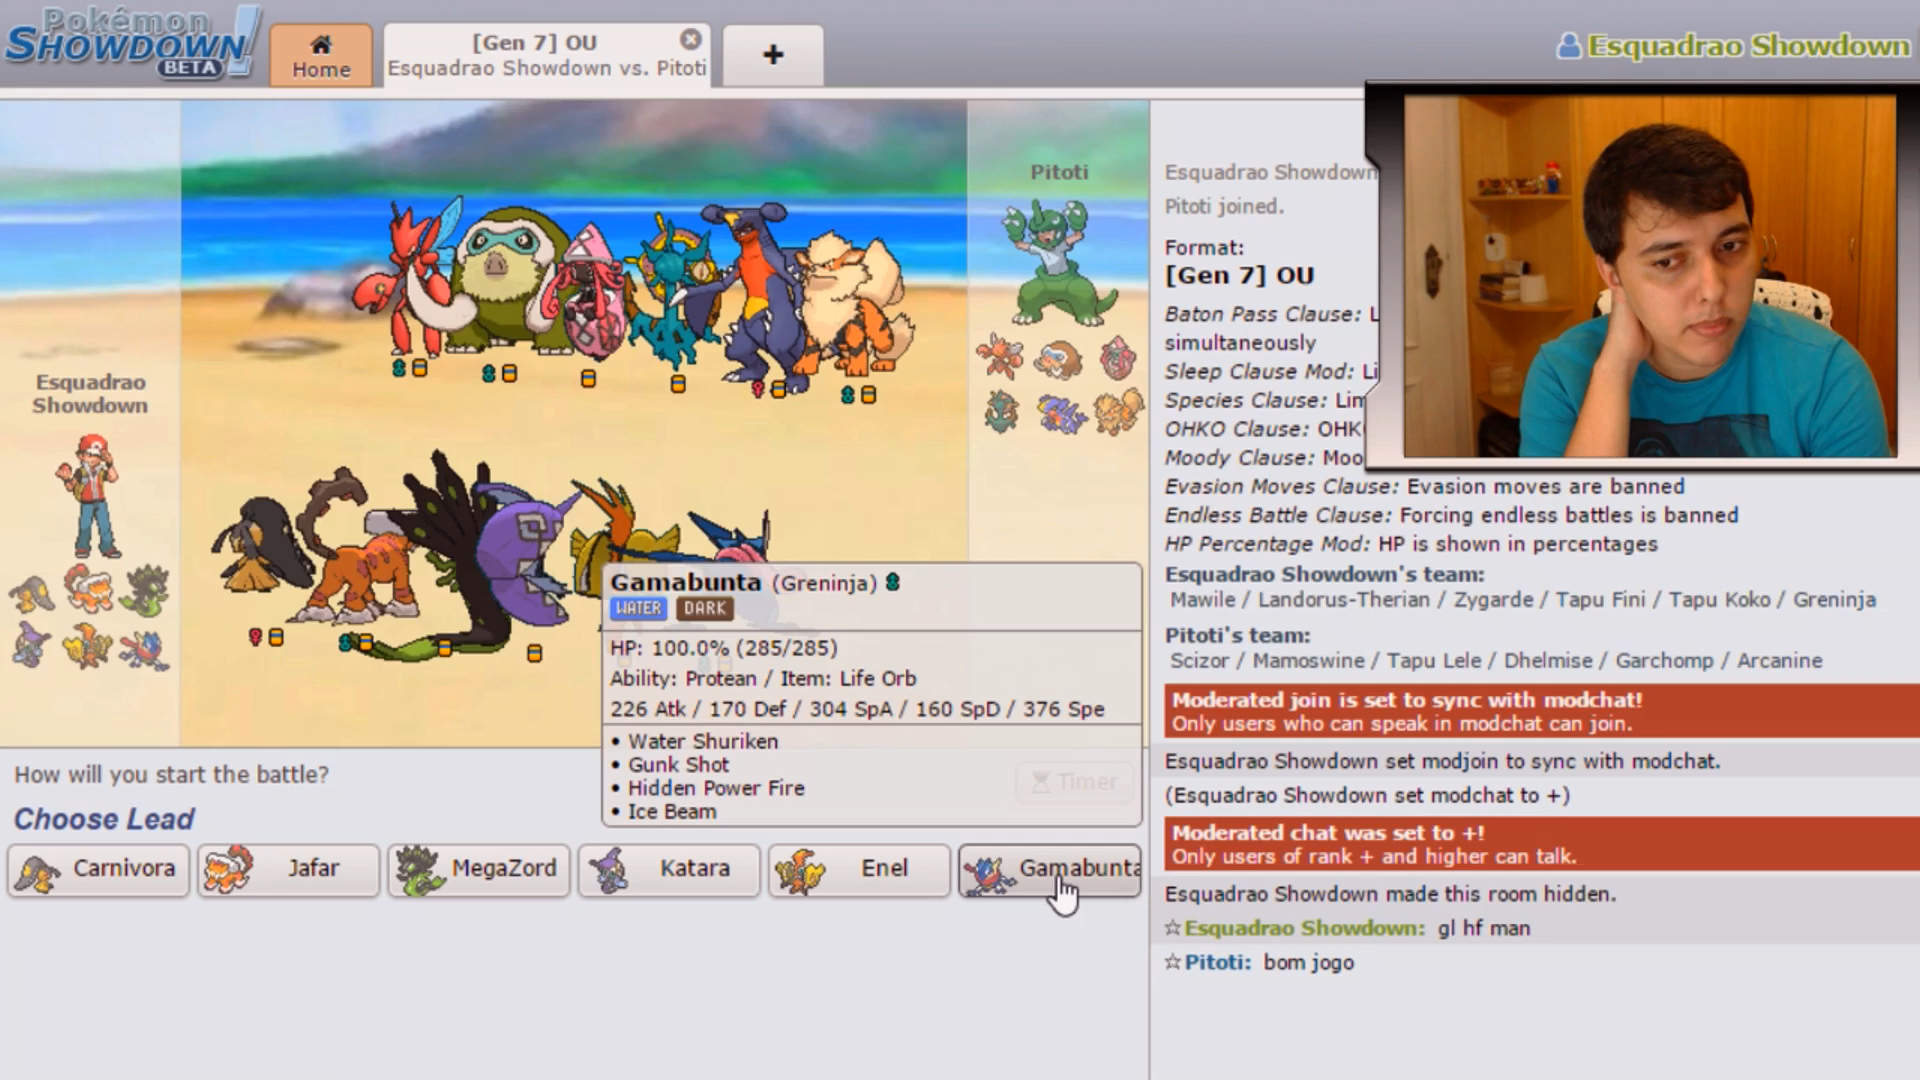 Pokémon
SHOWDOWN!
BETA
Home
[Gen 7] OU
Esquadrao Showdown vs. Pitoti
+
Esquadrao Showdown
Esquadrao
Showdown
Pitoti
Gamabunta (Greninja)
WATER DARK
HP: 100.0% (285/285)
Ability: Protean / Item: Life Orb
226 Atk / 170 Def / 304 SpA / 160 SpD / 376 Spe
• Water Shuriken
• Gunk Shot
• Hidden Power Fire
• Ice Beam
Timer
How will you start the battle?
Choose Lead
Carnivora
Jafar
MegaZord
Katara
Enel
Gamabunta
Esquadrao Showdown
Pitoti joined.
Format:
[Gen 7] OU
Baton Pass Clause: L
simultaneously
Sleep Clause Mod: Li
Species Clause: Lim
OHKO Clause: OHK
Moody Clause: Moo
Evasion Moves Clause: Evasion moves are banned
Endless Battle Clause: Forcing endless battles is banned
HP Percentage Mod: HP is shown in percentages
Esquadrao Showdown's team:
Mawile / Landorus-Therian / Zygarde / Tapu Fini / Tapu Koko / Greninja
Pitoti's team:
Scizor / Mamoswine / Tapu Lele / Dhelmise / Garchomp / Arcanine
Moderated join is set to sync with modchat!
Only users who can speak in modchat can join.
Esquadrao Showdown set modjoin to sync with modchat.
(Esquadrao Showdown set modchat to +)
Moderated chat was set to +!
Only users of rank + and higher can talk.
Esquadrao Showdown made this room hidden.
☆Esquadrao Showdown: gl hf man
☆Pitoti: bom jogo